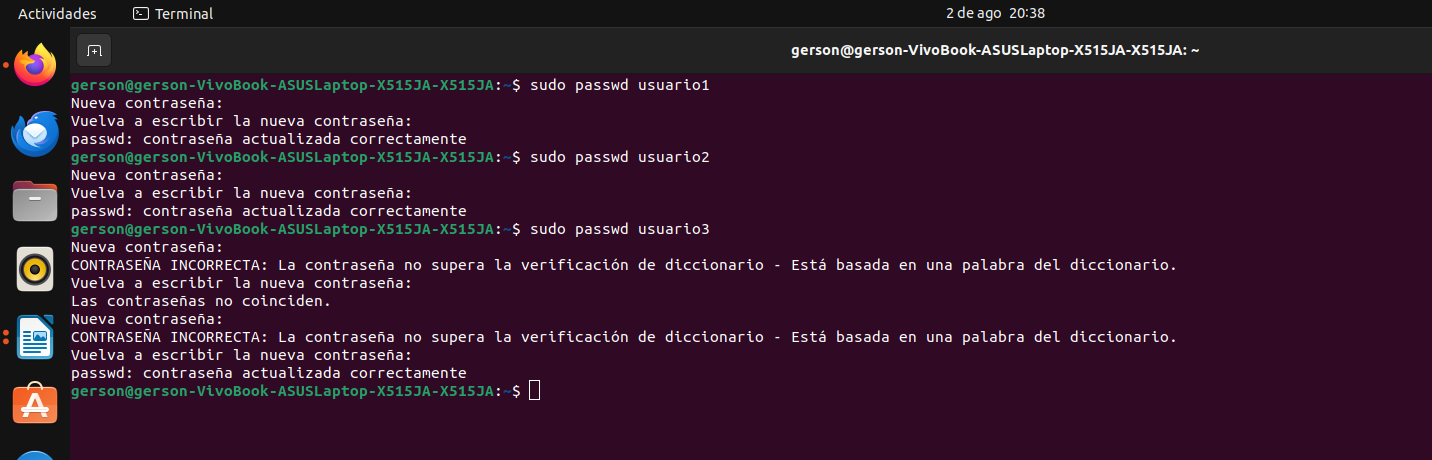 Actividades Terminal 2 de ago 20:38
gerson@gerson-VivoBook-ASUSLaptop-X515JA-X515JA: ~
gerson@gerson-VivoBook-ASUSLaptop-X515JA-X515JA:~$ sudo passwd usuario1
Nueva contraseña:
Vuelva a escribir la nueva contraseña:
passwd: contraseña actualizada correctamente
gerson@gerson-VivoBook-ASUSLaptop-X515JA-X515JA:~$ sudo passwd usuario2
Nueva contraseña:
Vuelva a escribir la nueva contraseña:
passwd: contraseña actualizada correctamente
gerson@gerson-VivoBook-ASUSLaptop-X515JA-X515JA:~$ sudo passwd usuario3
Nueva contraseña:
CONTRASEÑA INCORRECTA: La contraseña no supera la verificación de diccionario - Está basada en una palabra del diccionario.
Vuelva a escribir la nueva contraseña:
Las contraseñas no coinciden.
Nueva contraseña:
CONTRASEÑA INCORRECTA: La contraseña no supera la verificación de diccionario - Está basada en una palabra del diccionario.
Vuelva a escribir la nueva contraseña:
passwd: contraseña actualizada correctamente
gerson@gerson-VivoBook-ASUSLaptop-X515JA-X515JA:~$